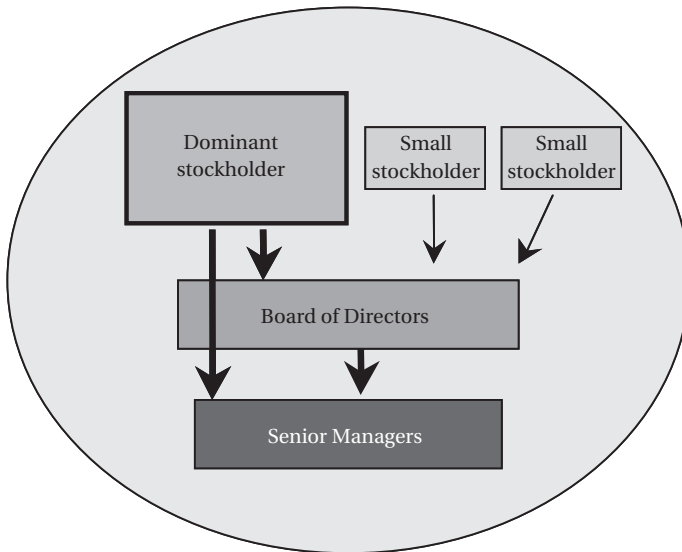 Dominant
stockholder
Small
stockholder
Small
stockholder
Board of Directors
Senior Managers